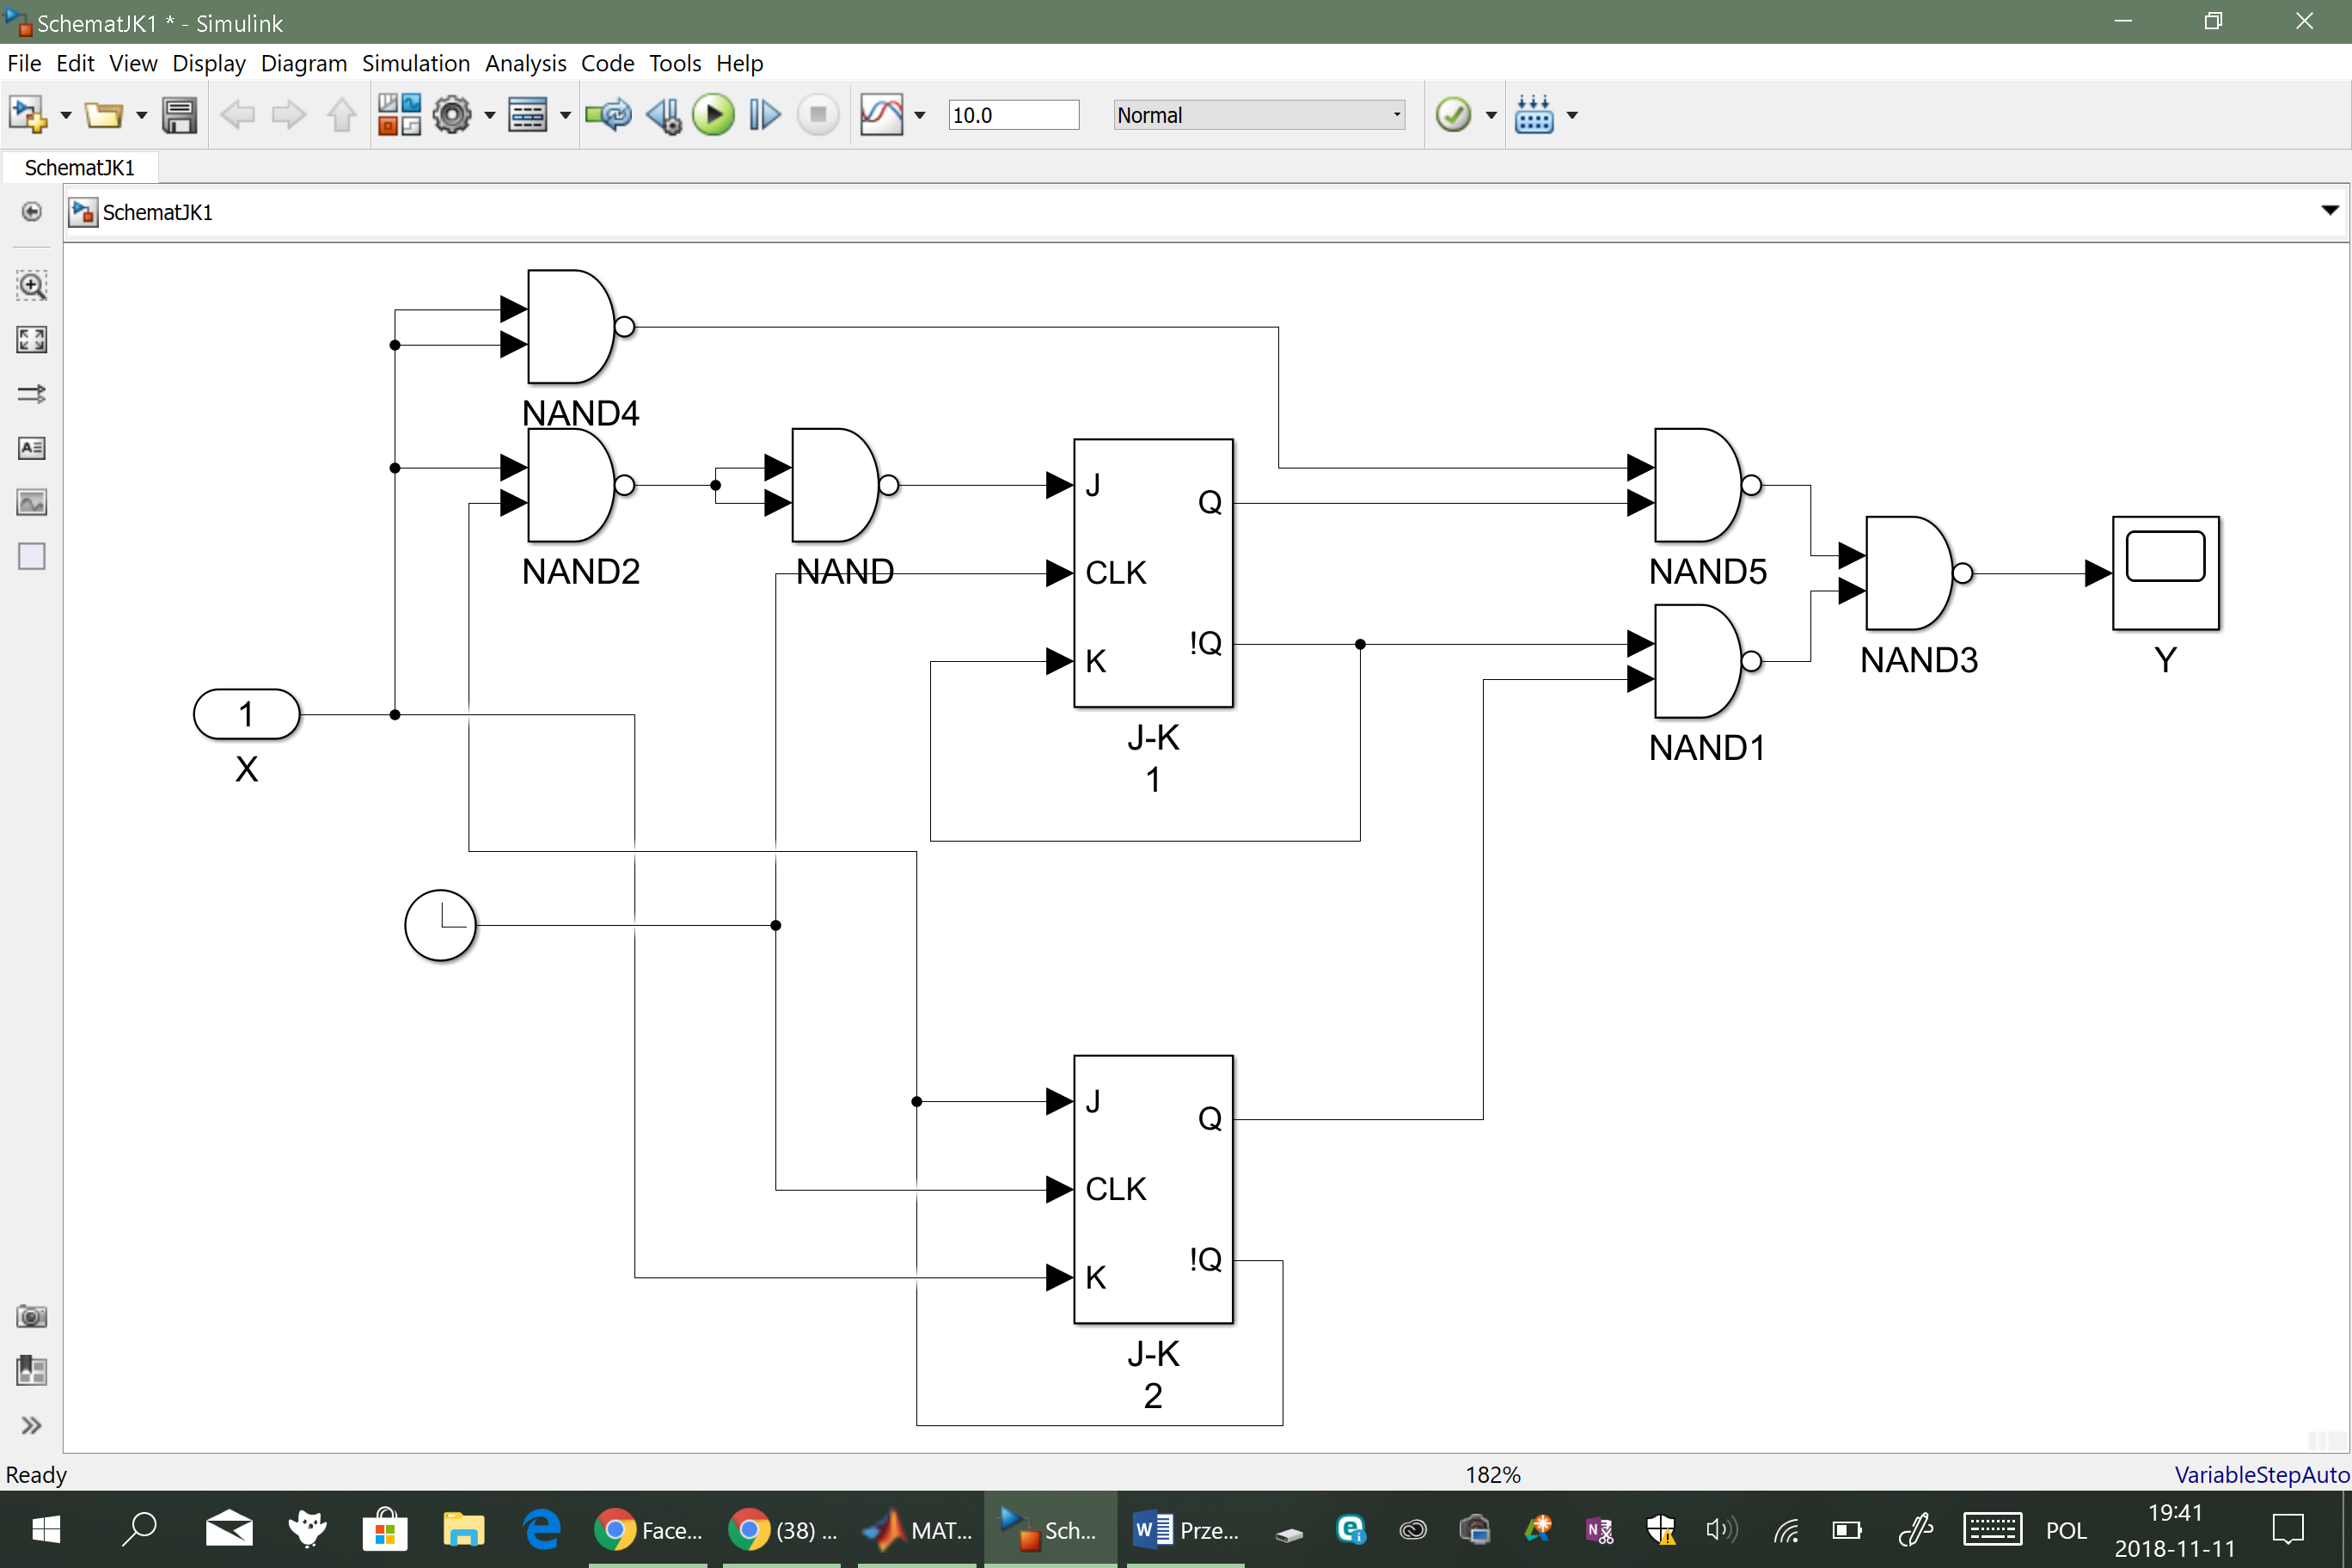 SchematJK1 * - Simulink
File Edit View Display Diagram Simulation Analysis Code Tools Help
10.0 Normal
SchematJK1
SchematJK1
NAND4
NAND2
NAND
J
CLK
K
Q
!Q
J-K
1
NAND5
NAND1
NAND3
Y
1
X
J
CLK
K
Q
!Q
J-K
2
Ready 182% VariableStepAuto
Face... (38) ... MAT... Sch... Prze... POL
19:41
2018-11-11